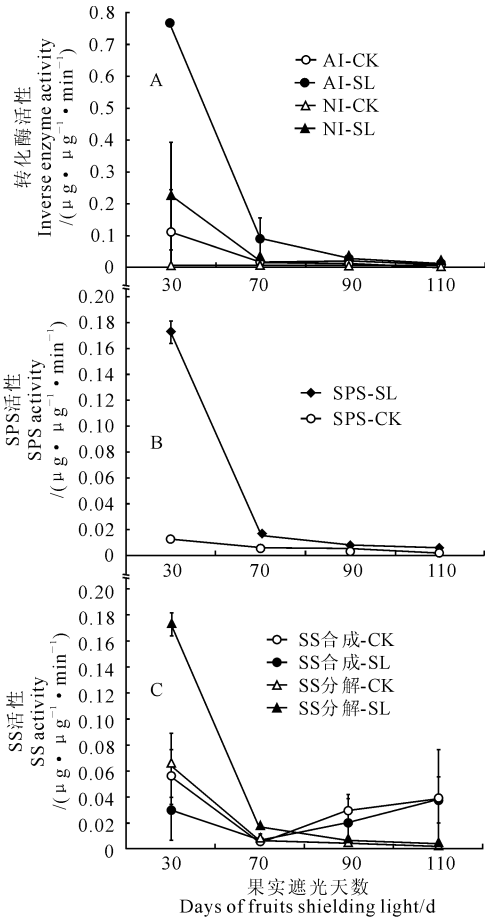 转化酶活性
Inverse enzyme activity
/(μg·μg⁻¹·min⁻¹)
0.8
0.7
0.6
0.5
0.4
0.3
0.2
0.1
0
A
AI-CK
AI-SL
NI-CK
NI-SL
30 70 90 110
SPS活性
SPS activity
/(μg·μg⁻¹·min⁻¹)
0.20
0.18
0.16
0.14
0.12
0.10
0.08
0.06
0.04
0.02
0
B
SPS-SL
SPS-CK
30 70 90 110
SS活性
SS activity
/(μg·μg⁻¹·min⁻¹)
0.20
0.18
0.16
0.14
0.12
0.10
0.08
0.06
0.04
0.02
0
C
SS合成-CK
SS合成-SL
SS分解-CK
SS分解-SL
30 70 90 110
果实遮光天数
Days of fruits shielding light/d